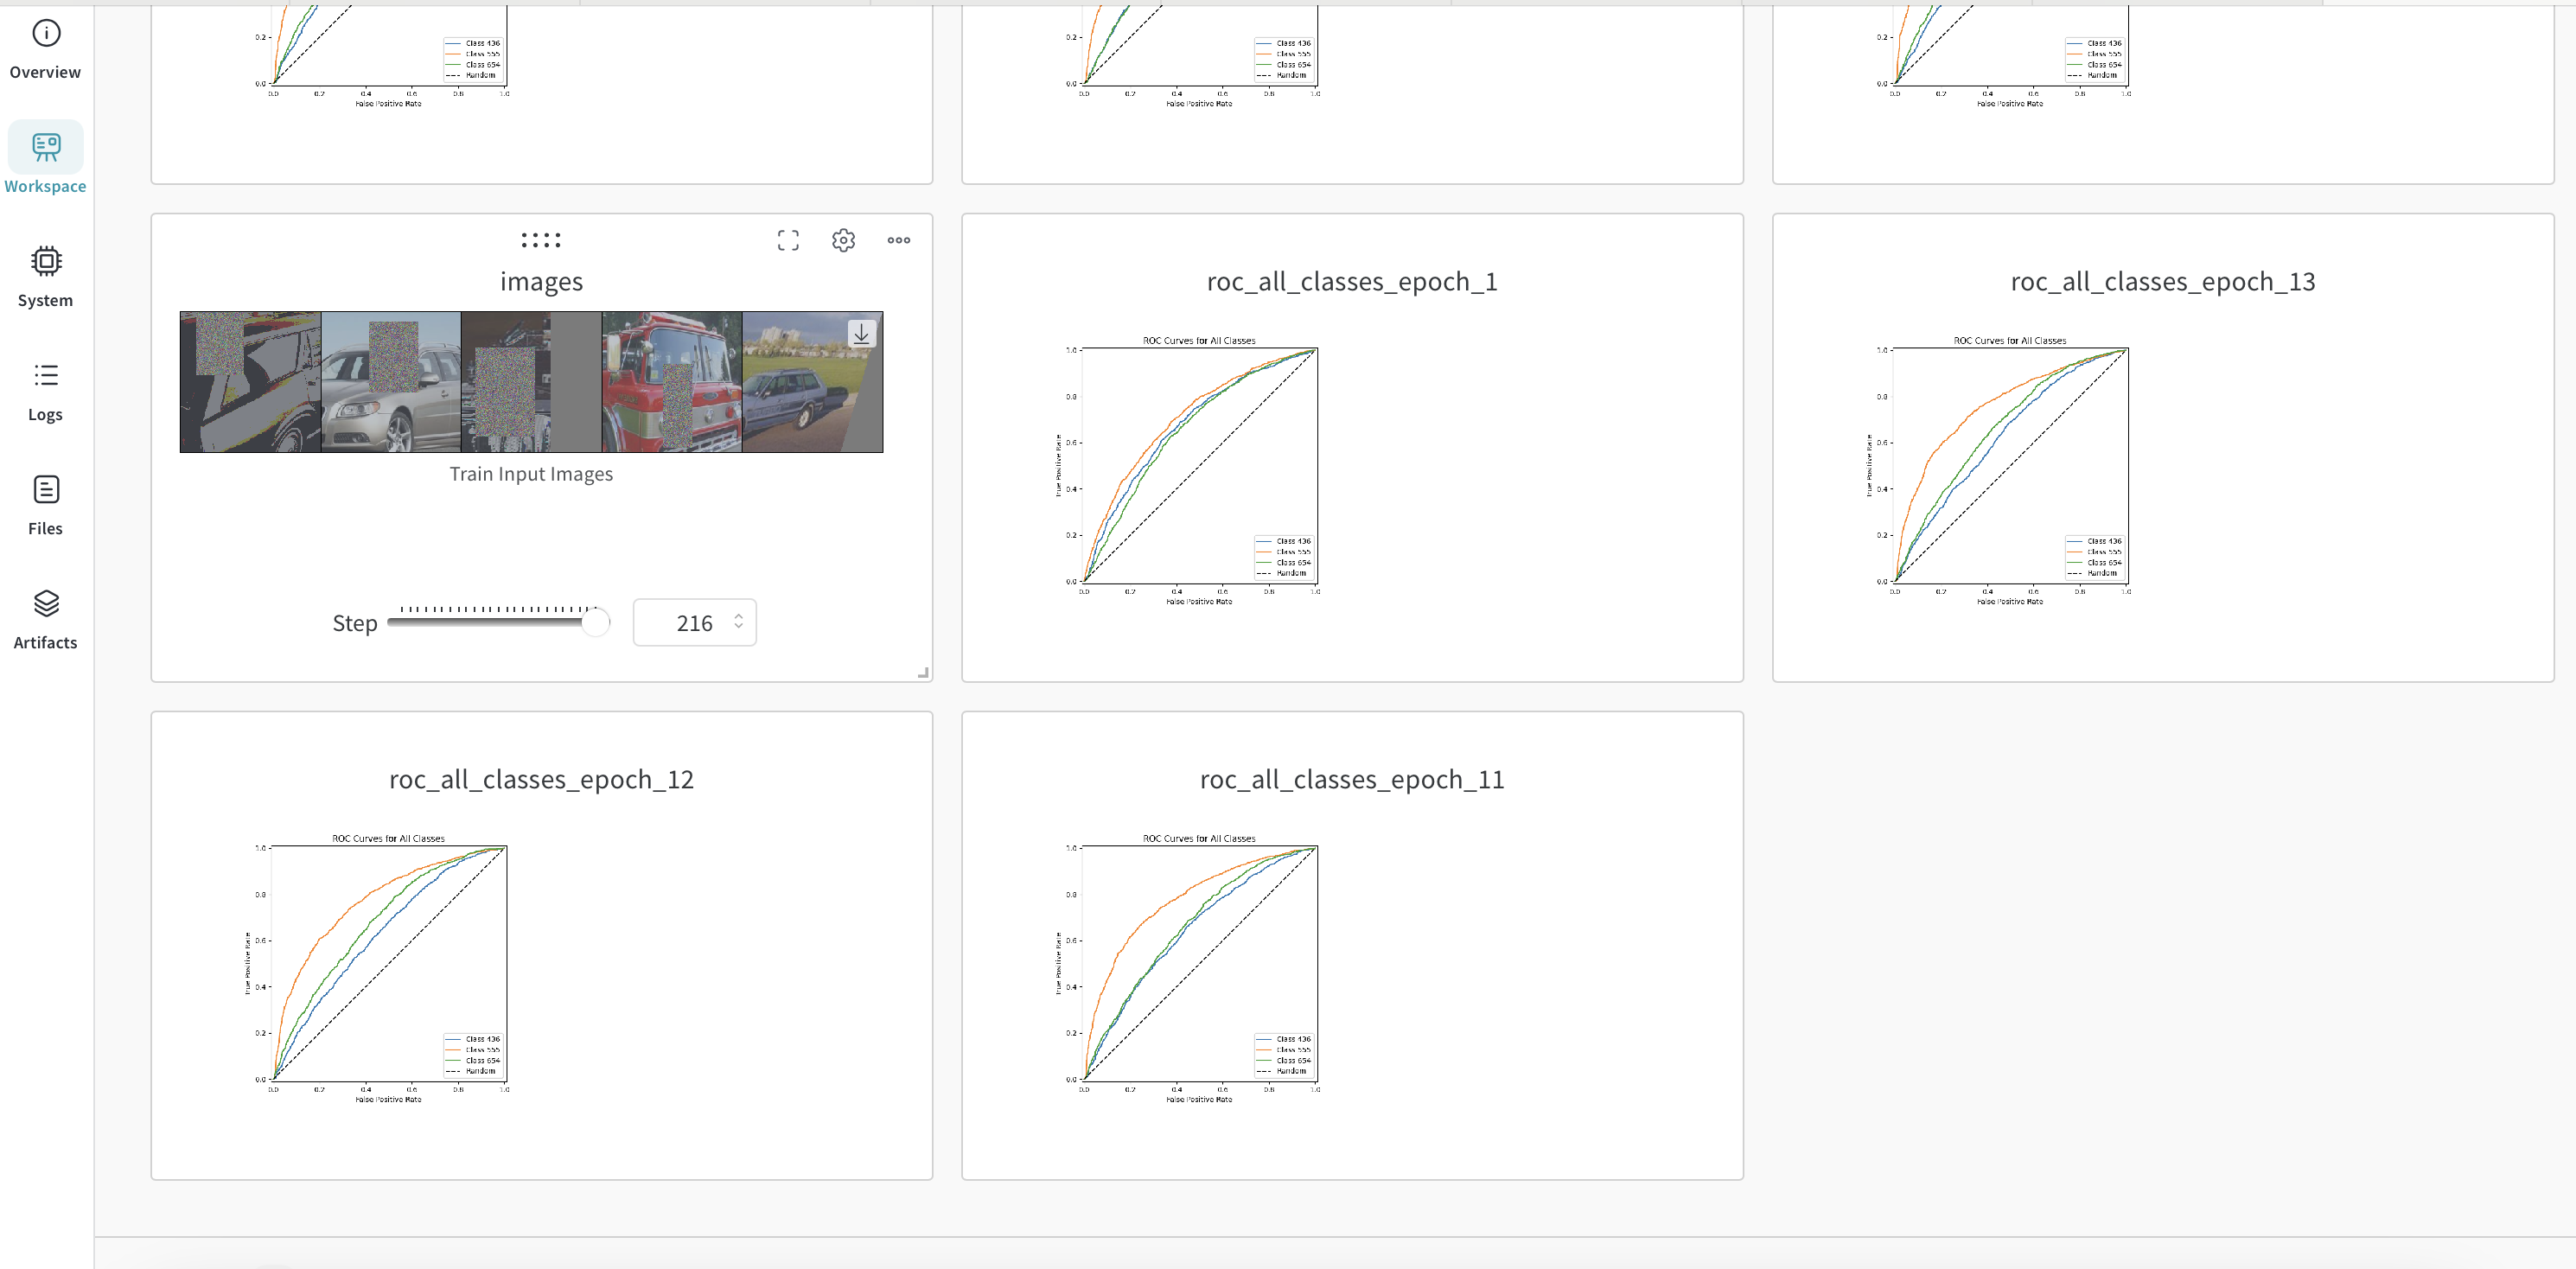 Overview
Workspace
System
Logs
Files
Artifacts
0.2
0.0
0.0 0.2 0.4 0.6 0.8 1.0
False Positive Rate
Class 436
Class 555
Class 654
Random
0.2
0.0
0.0 0.2 0.4 0.6 0.8 1.0
False Positive Rate
Class 436
Class 555
Class 654
Random
0.2
0.0
0.0 0.2 0.4 0.6 0.8 1.0
False Positive Rate
Class 436
Class 555
Class 654
Random
images
Train Input Images
Step 216
roc_all_classes_epoch_1
ROC Curves for All Classes
True Positive Rate
1.0
0.8
0.6
0.4
0.2
0.0
0.0 0.2 0.4 0.6 0.8 1.0
False Positive Rate
Class 436
Class 555
Class 654
Random
roc_all_classes_epoch_13
ROC Curves for All Classes
True Positive Rate
1.0
0.8
0.6
0.4
0.2
0.0
0.0 0.2 0.4 0.6 0.8 1.0
False Positive Rate
Class 436
Class 555
Class 654
Random
roc_all_classes_epoch_12
ROC Curves for All Classes
True Positive Rate
1.0
0.8
0.6
0.4
0.2
0.0
0.0 0.2 0.4 0.6 0.8 1.0
False Positive Rate
Class 436
Class 555
Class 654
Random
roc_all_classes_epoch_11
ROC Curves for All Classes
True Positive Rate
1.0
0.8
0.6
0.4
0.2
0.0
0.0 0.2 0.4 0.6 0.8 1.0
False Positive Rate
Class 436
Class 555
Class 654
Random